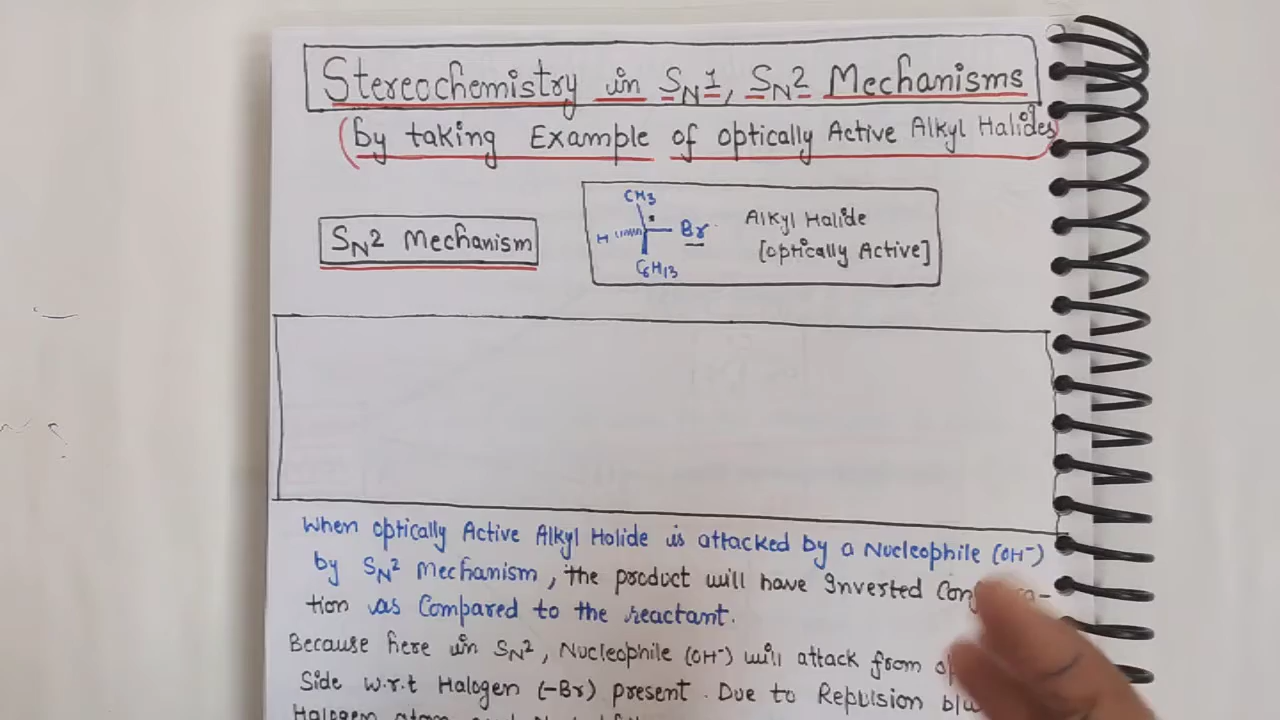 Stereochemistry in SN1, SN2 Mechanisms
(by taking Example of optically Active Alkyl Halides)
SN2 Mechanism
CH3
H
*
Br
C6H13
Alkyl Halide
[optically Active]
When optically Active Alkyl Halide is attacked by a Nucleophile (OH⁻)
by SN2 Mechanism, the product will have Inverted
tion as Compared to the reactant.
Because here in SN2, Nucleophile (OH⁻) will attack from
Side w.r.t Halogen (-Br) present. Due to Repulsion
Halogen atom and